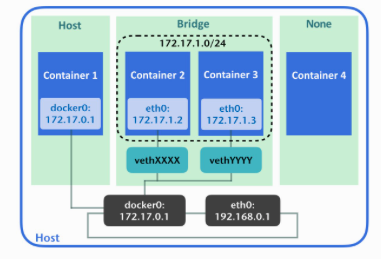 Host
Bridge
None
172.17.1.0/24
Container 1
Container 2
Container 3
Container 4
docker0:
172.17.0.1
eth0:
172.17.1.2
eth0:
172.17.1.3
vethXXXX
vethYYYY
docker0:
172.17.0.1
eth0:
192.168.0.1
Host